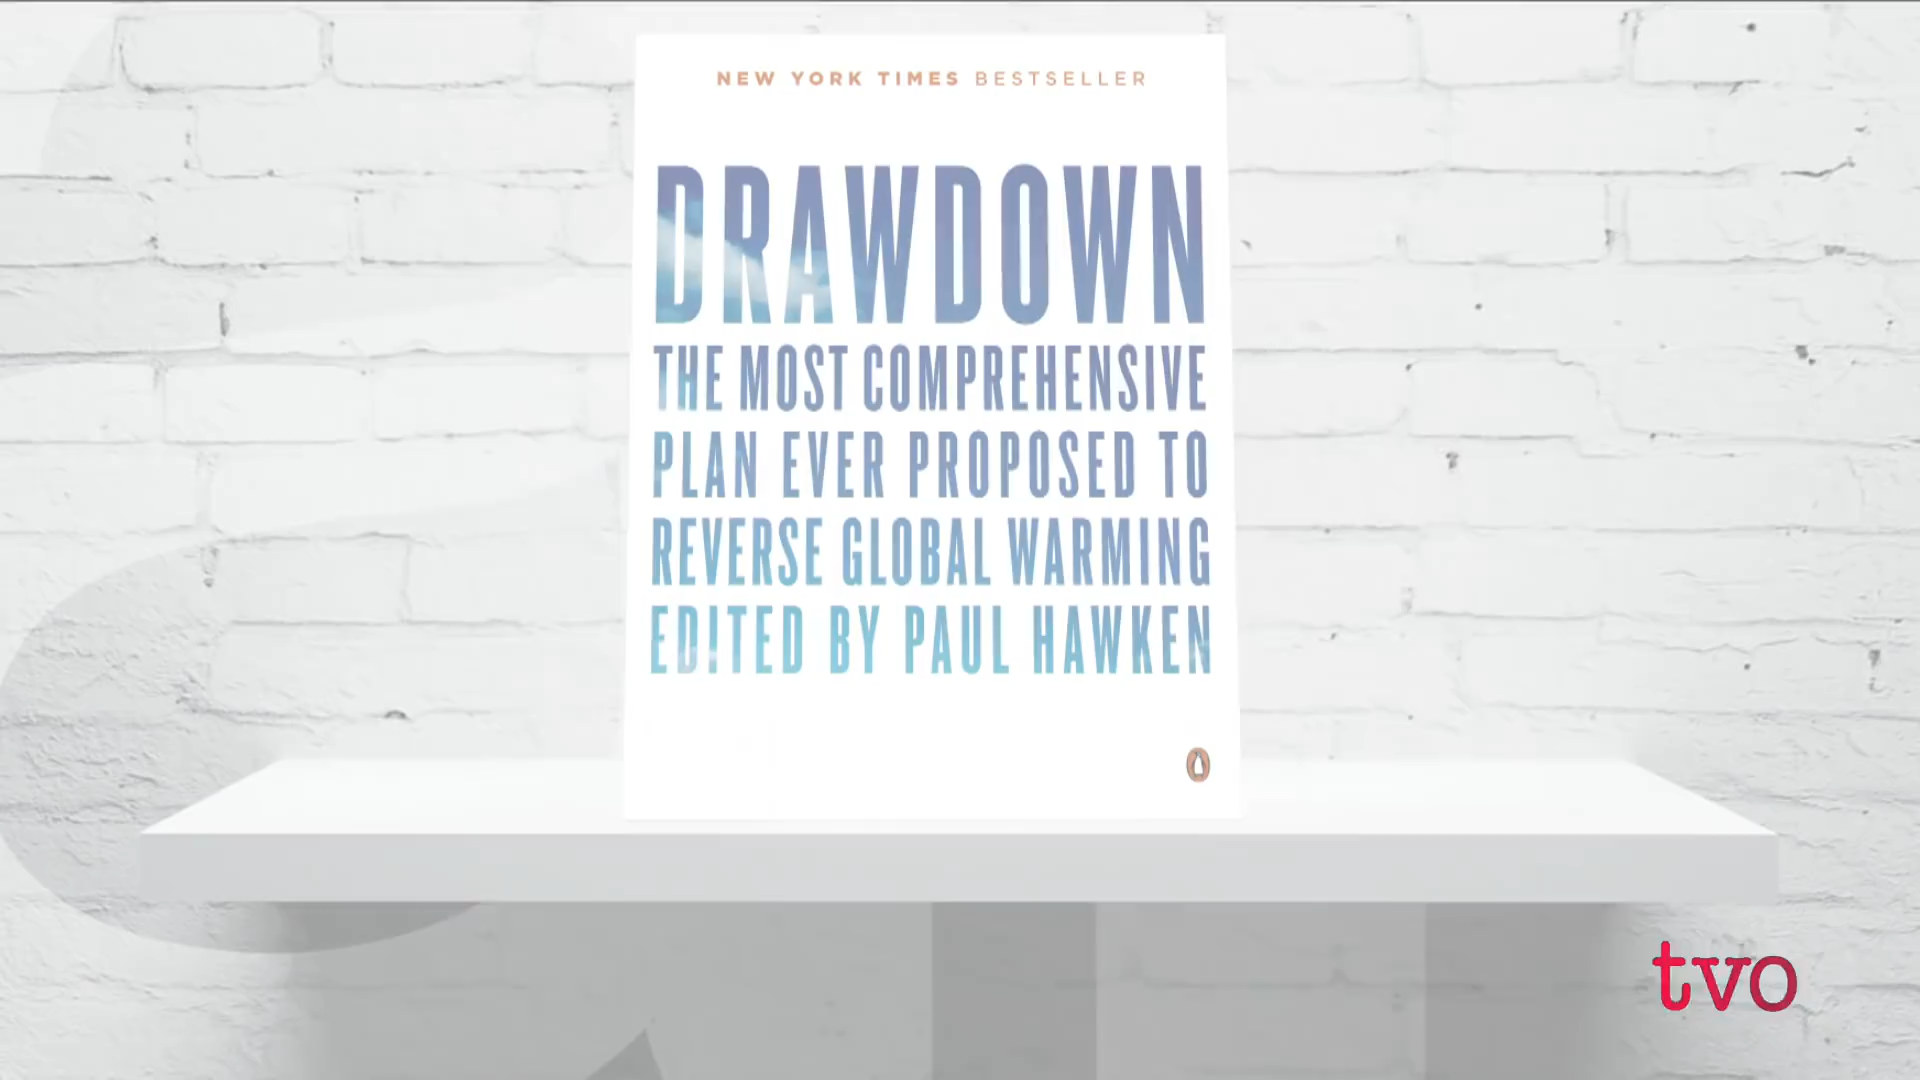 NEW YORK TIMES BESTSELLER
DRAWDOWN
THE MOST COMPREHENSIVE
PLAN EVER PROPOSED TO
REVERSE GLOBAL WARMING
EDITED BY PAUL HAWKEN
tvo